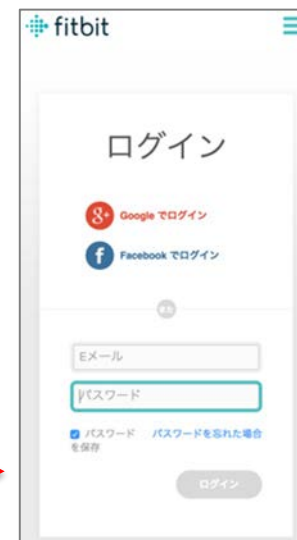 fitbit
ログイン
Google でログイン
Facebook でログイン
Eメール
パスワード
パスワードを保存
パスワードを忘れた場合
ログイン